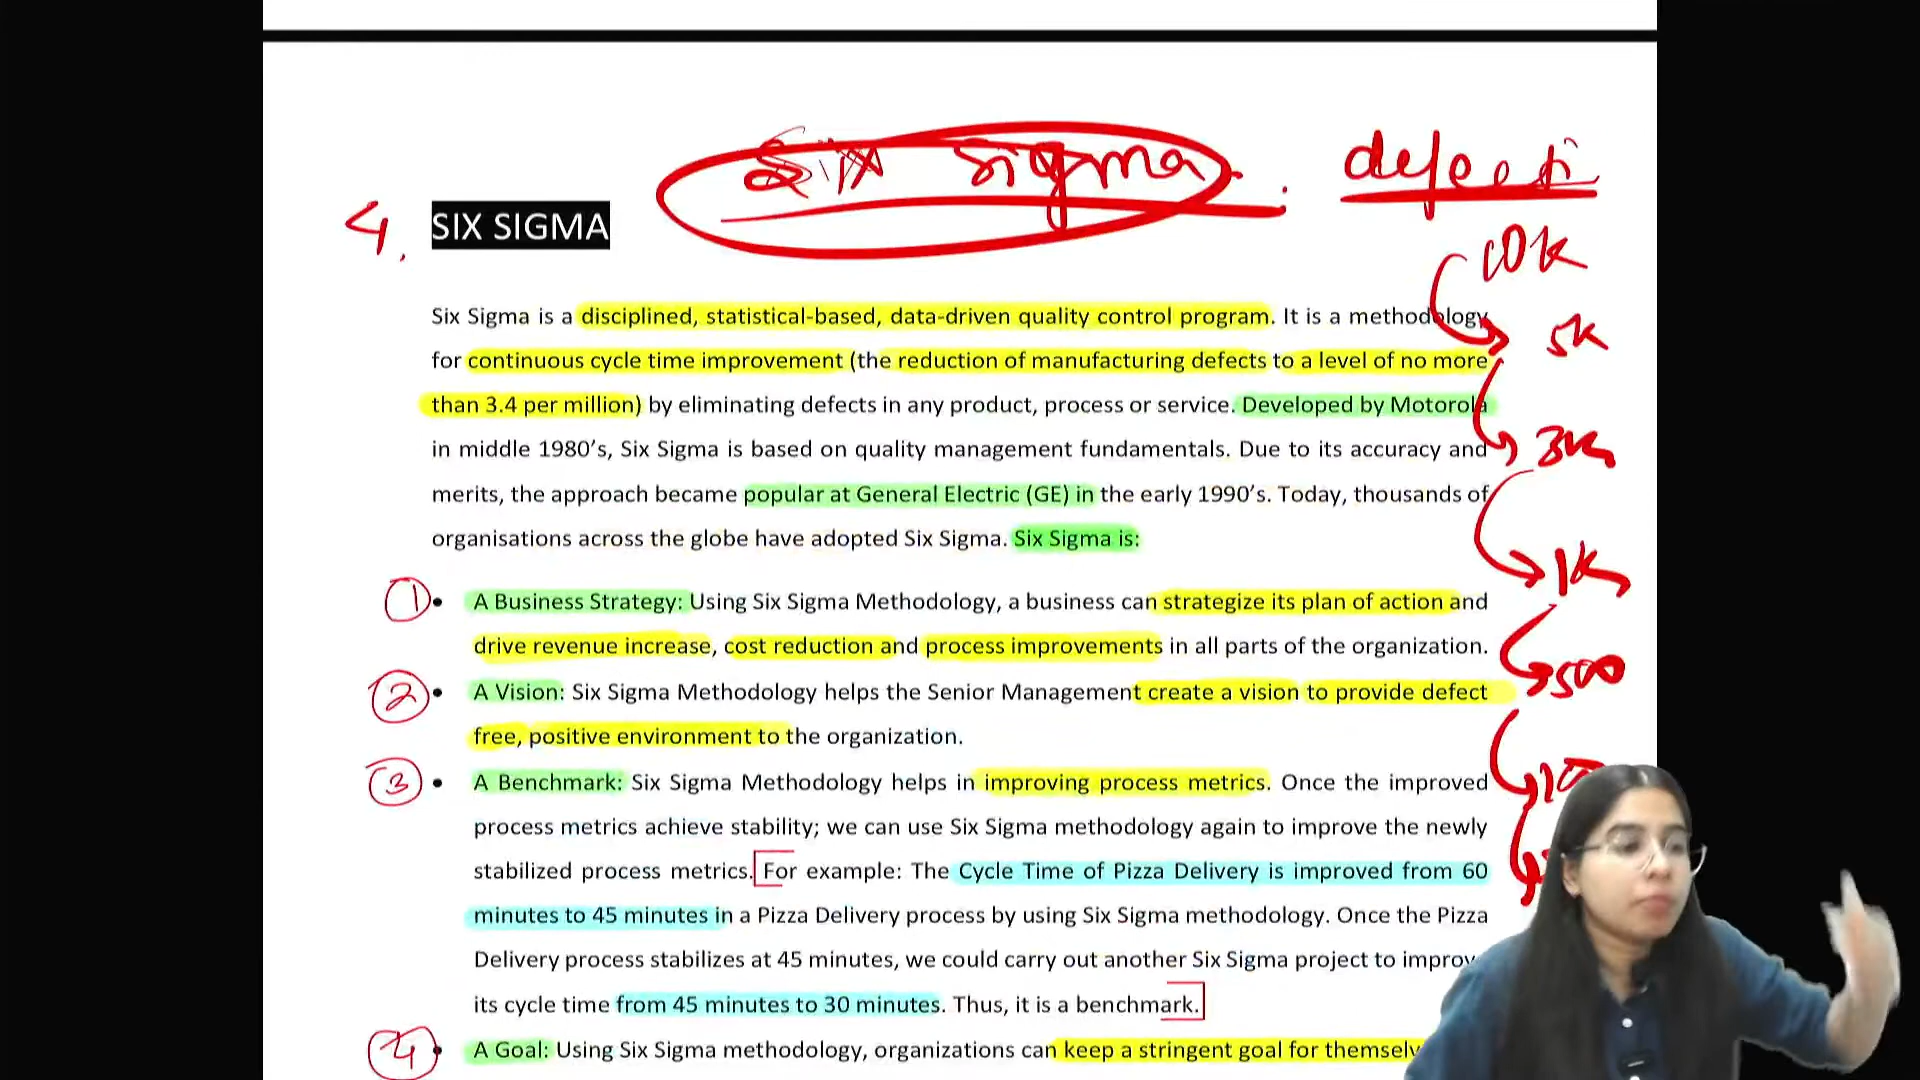 Six Sigma.
defects
4.
SIX SIGMA
10k
Six Sigma is a disciplined, statistical-based, data-driven quality control program. It is a methodology
5k
for continuous cycle time improvement (the reduction of manufacturing defects to a level of no more
than 3.4 per million) by eliminating defects in any product, process or service. Developed by Motorola
in middle 1980’s, Six Sigma is based on quality management fundamentals. Due to its accuracy and
3k
merits, the approach became popular at General Electric (GE) in the early 1990’s. Today, thousands of
organisations across the globe have adopted Six Sigma. Six Sigma is:
1k
1 • A Business Strategy: Using Six Sigma Methodology, a business can strategize its plan of action and
drive revenue increase, cost reduction and process improvements in all parts of the organization.
500
2 • A Vision: Six Sigma Methodology helps the Senior Management create a vision to provide defect
free, positive environment to the organization.
3 • A Benchmark: Six Sigma Methodology helps in improving process metrics. Once the improved
100
process metrics achieve stability; we can use Six Sigma methodology again to improve the newly
stabilized process metrics. For example: The Cycle Time of Pizza Delivery is improved from 60
minutes to 45 minutes in a Pizza Delivery process by using Six Sigma methodology. Once the Pizza
Delivery process stabilizes at 45 minutes, we could carry out another Six Sigma project to improv
its cycle time from 45 minutes to 30 minutes. Thus, it is a benchmark.
4 • A Goal: Using Six Sigma methodology, organizations can keep a stringent goal for themselv